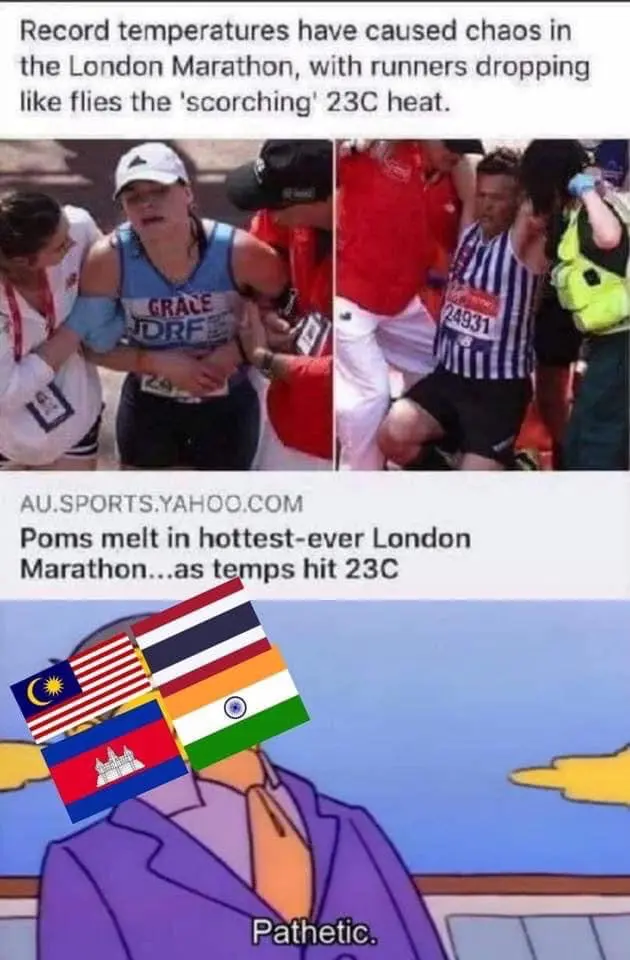 Record temperatures have caused chaos in
the London Marathon, with runners dropping
like flies the 'scorching' 23C heat.
GRACE
JDRF
24931
AU.SPORTS.YAHOO.COM
Poms melt in hottest-ever London
Marathon...as temps hit 23C
Pathetic.